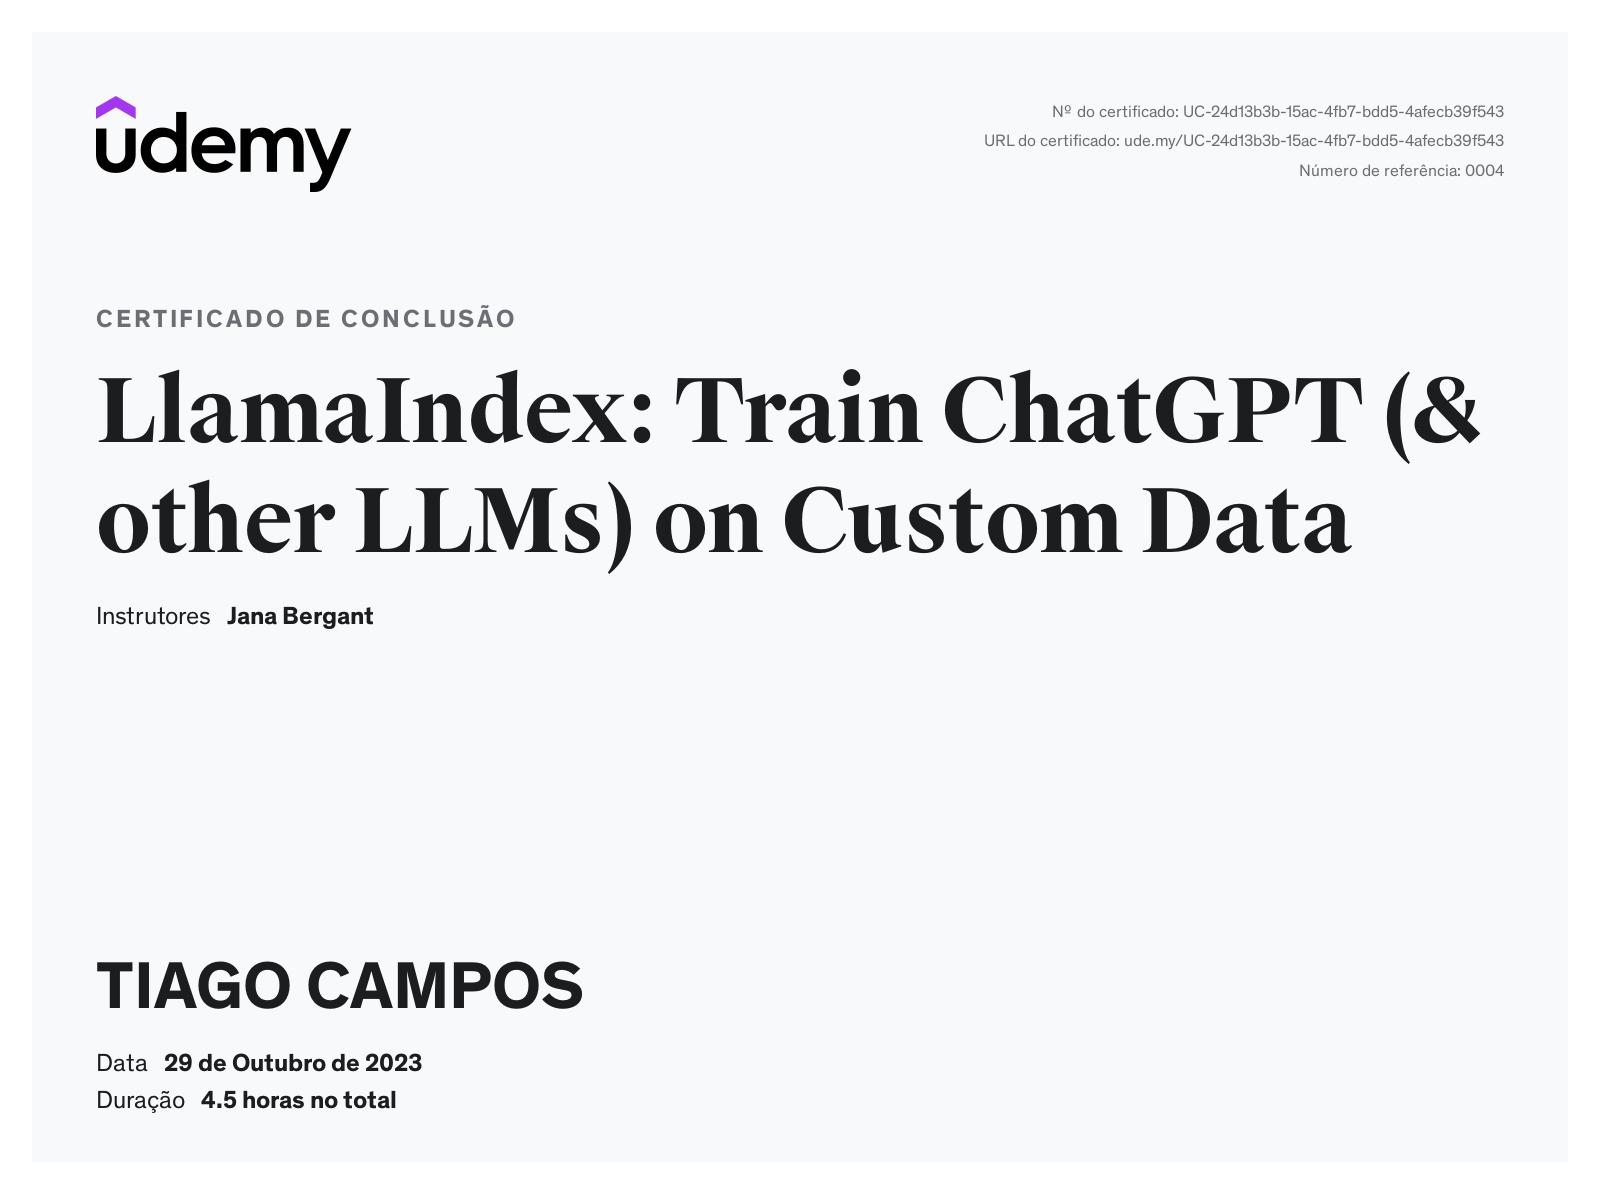 udemy
Nº do certificado: UC-24d13b3b-15ac-4fb7-bdd5-4afecb39f543
URL do certificado: ude.my/UC-24d13b3b-15ac-4fb7-bdd5-4afecb39f543
Número de referência: 0004
CERTIFICADO DE CONCLUSÃO
LlamaIndex: Train ChatGPT (&
other LLMs) on Custom Data
Instrutores Jana Bergant
TIAGO CAMPOS
Data 29 de Outubro de 2023
Duração 4.5 horas no total